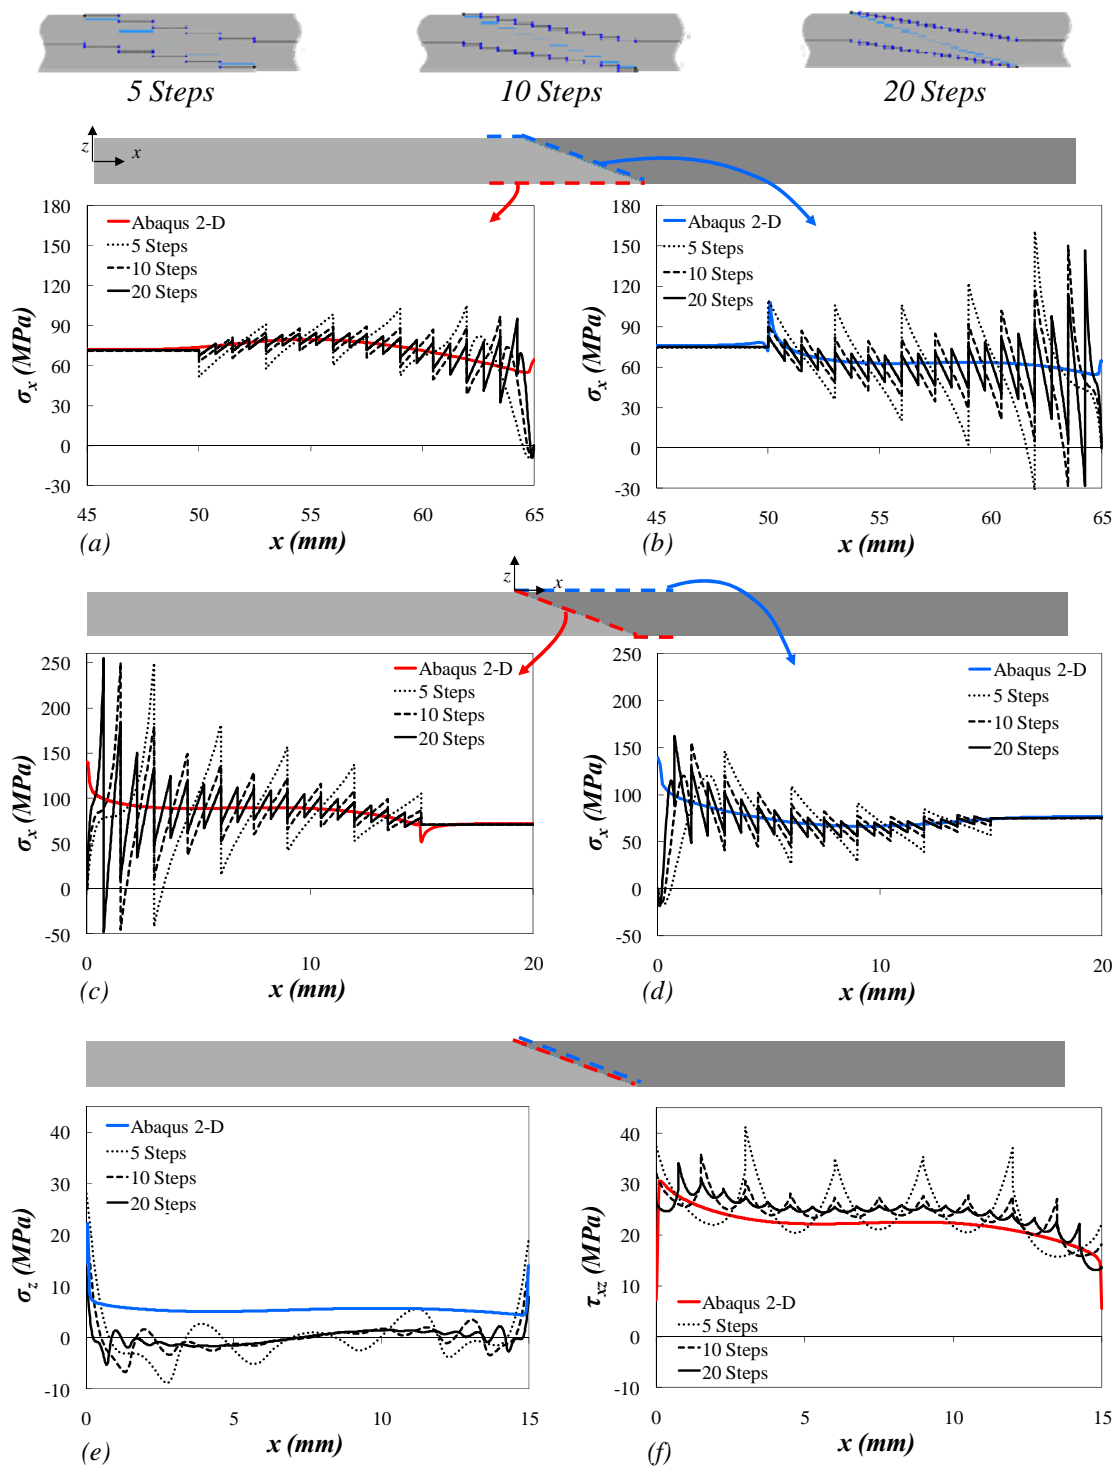 5 Steps
10 Steps
20 Steps
z
x
180
150
120
90
60
30
0
-30
σx (MPa)
Abaqus 2-D
5 Steps
10 Steps
20 Steps
45
50
55
60
65
(a)
x (mm)
180
150
120
90
60
30
0
-30
σx (MPa)
Abaqus 2-D
5 Steps
10 Steps
20 Steps
45
50
55
60
65
(b)
x (mm)
z
x
250
200
150
100
50
0
-50
σx (MPa)
Abaqus 2-D
5 Steps
10 Steps
20 Steps
0
10
20
(c)
x (mm)
250
200
150
100
50
0
-50
σx (MPa)
Abaqus 2-D
5 Steps
10 Steps
20 Steps
0
10
20
(d)
x (mm)
40
30
20
10
0
-10
σz (MPa)
Abaqus 2-D
5 Steps
10 Steps
20 Steps
0
5
10
15
(e)
x (mm)
40
30
20
10
0
-10
τxz (MPa)
Abaqus 2-D
5 Steps
10 Steps
20 Steps
0
5
10
15
(f)
x (mm)